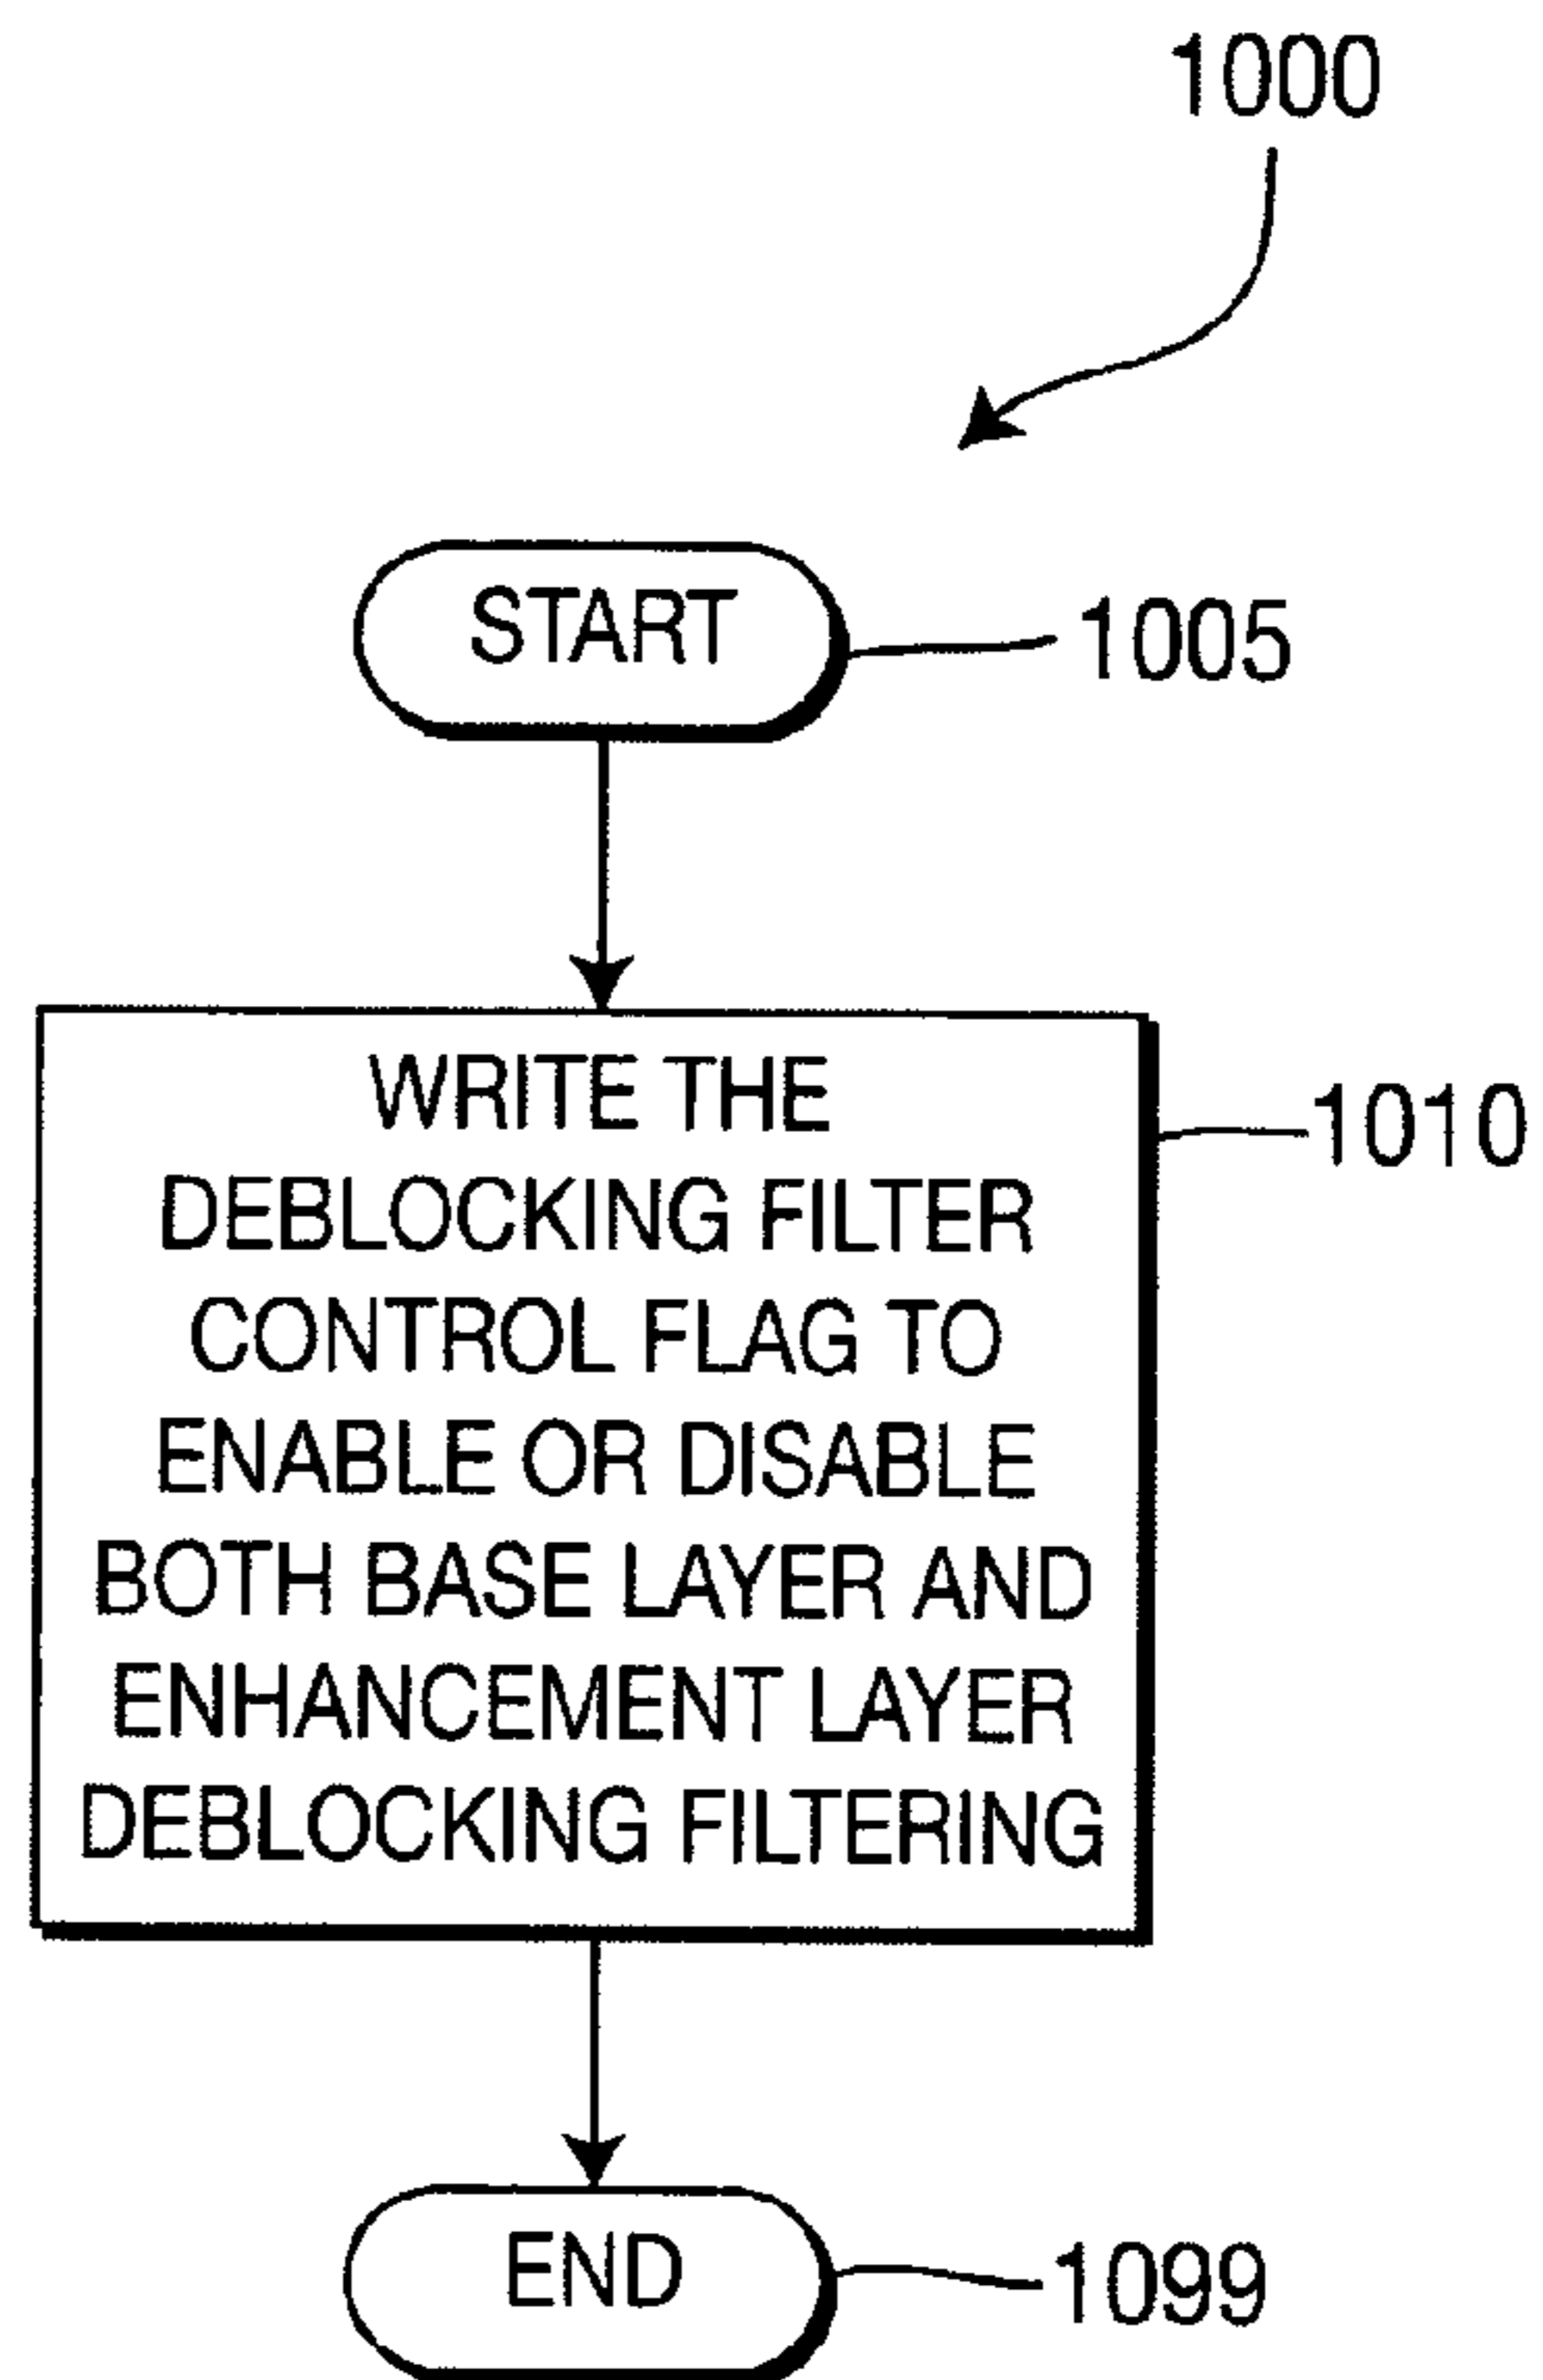 1000
START
1005
WRITE THE
1010
DEBLOCKING FILTER
CONTROL FLAG TO
ENABLE OR DISABLE
BOTH BASE LAYER AND
ENHANCEMENT LAYER
DEBLOCKING FILTERING
END
1099